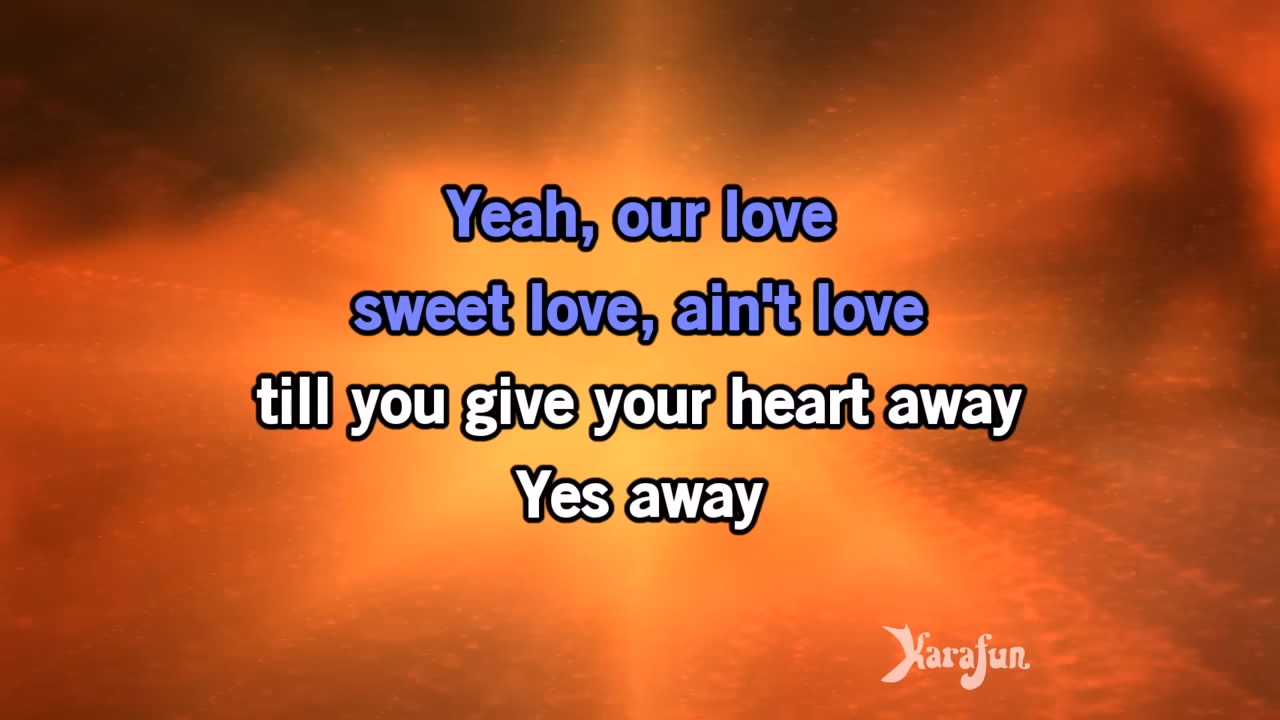 Yeah, our love
sweet love, ain't love
till you give your heart away
Yes away
Karafun